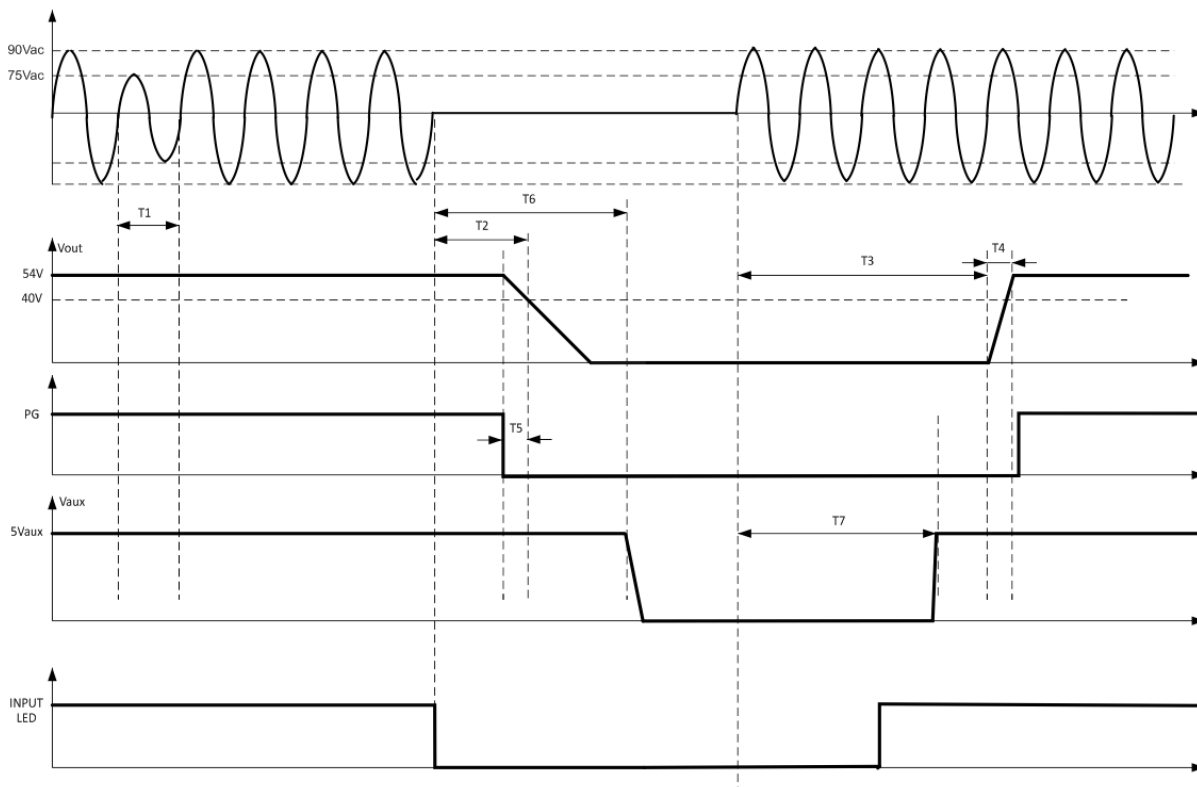 90Vac
75Vac
T1
T6
T2
Vout
T3
T4
54V
40V
PG
T5
Vaux
5Vaux
T7
INPUT
LED